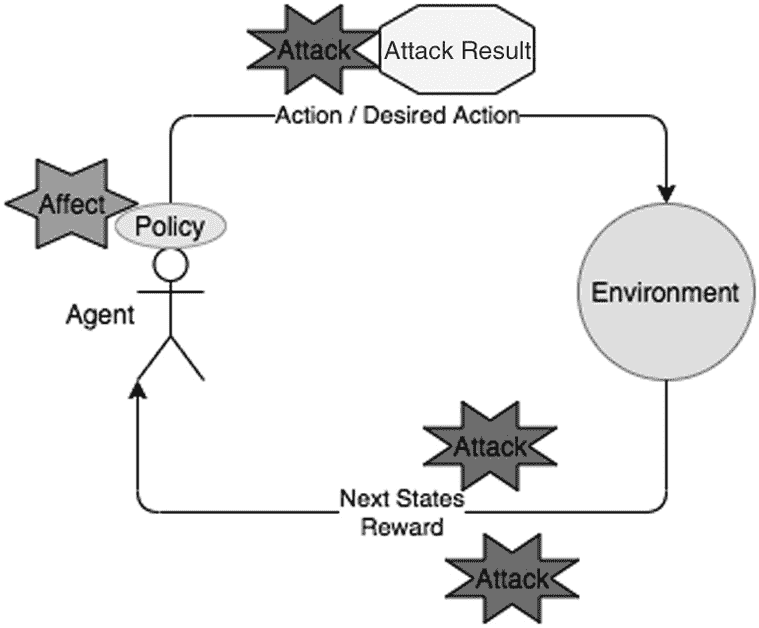 Attack
Attack Result
Action / Desired Action
Affect
Policy
Agent
Environment
Attack
Next States
Reward
Attack